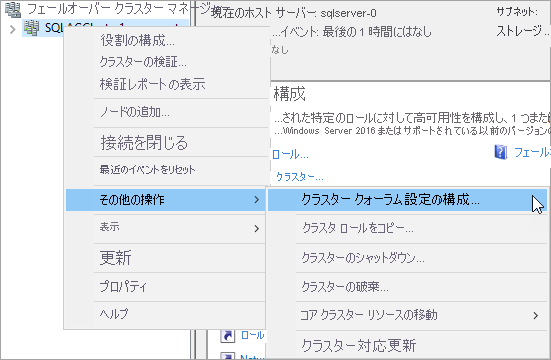 フェールオーバー クラスター マネージャー
現在のホスト サーバー: sqlserver-0
サブネット:
…イベント: 最後の 1 時間にはなし
ストレージ...
なし
役割の構成...
クラスターの検証...
検証レポートの表示
ノードの追加...
接続を閉じる
最近のイベントをリセット
その他の操作
表示
更新
プロパティ
ヘルプ
構成
...された特定のロールに対して高可用性を構成し、1 つまた
...Windows Server 2016 またはサポートされている以前のバージョン
ロール...
フェール
クラスター...
クラスター クォーラム設定の構成...
クラスタ ロールをコピー...
クラスターのシャットダウン...
クラスターの破棄...
コア クラスター リソースの移動
クラスター対応更新
ロール